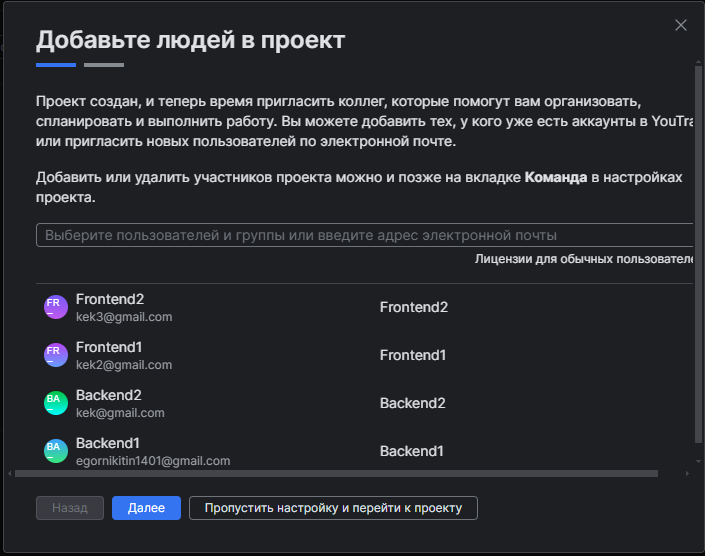 Добавьте людей в проект
Проект создан, и теперь время пригласить коллег, которые помогут вам организовать,
спланировать и выполнить работу. Вы можете добавить тех, у кого уже есть аккаунты в YouTra
или пригласить новых пользователей по электронной почте.
Добавить или удалить участников проекта можно и позже на вкладке Команда в настройках
проекта.
Выберите пользователей и группы или введите адрес электронной почты
Лицензии для обычных пользователе
FR
Frontend2
kek3@gmail.com
Frontend2
FR
Frontend1
kek2@gmail.com
Frontend1
BA
Backend2
kek@gmail.com
Backend2
BA
Backend1
egornikitin1401@gmail.com
Backend1
Назад
Далее
Пропустить настройку и перейти к проекту